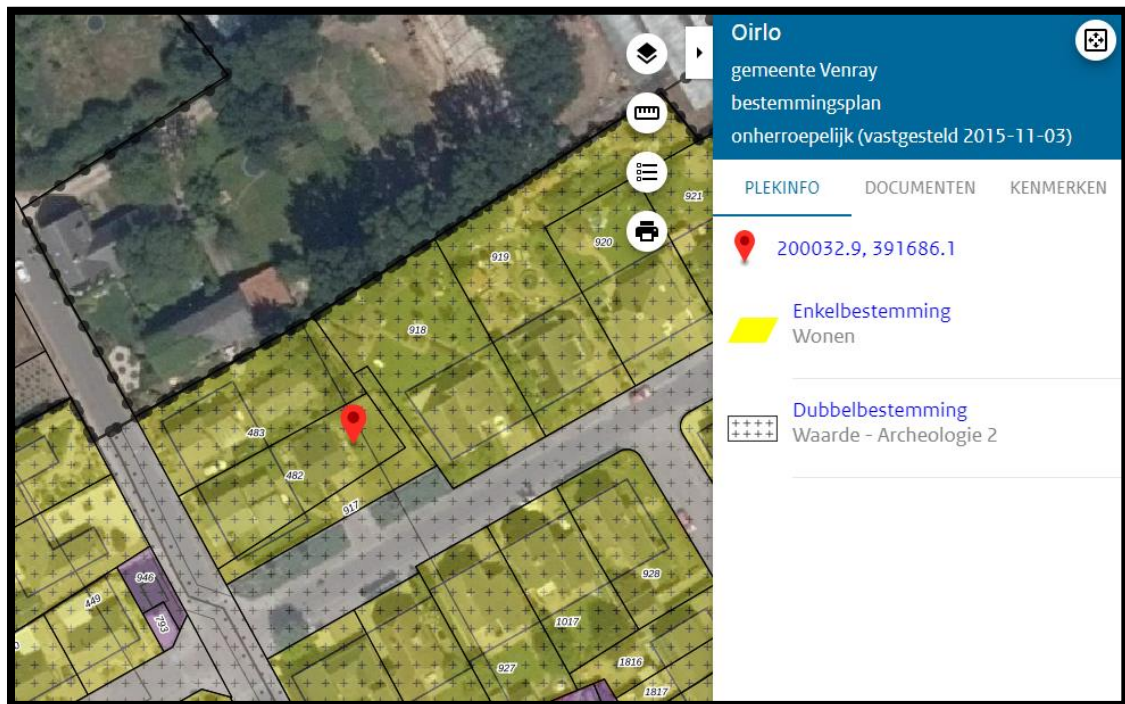 Oirlo
gemeente Venray
bestemmingsplan
onherroepelijk (vastgesteld 2015-11-03)
PLEKINFO DOCUMENTEN KENMERKEN
200032.9, 391686.1
Enkelbestemming
Wonen
Dubbelbestemming
Waarde - Archeologie 2
921
920
919
918
483
482
917
946
449
793
928
1017
927
1816
1817